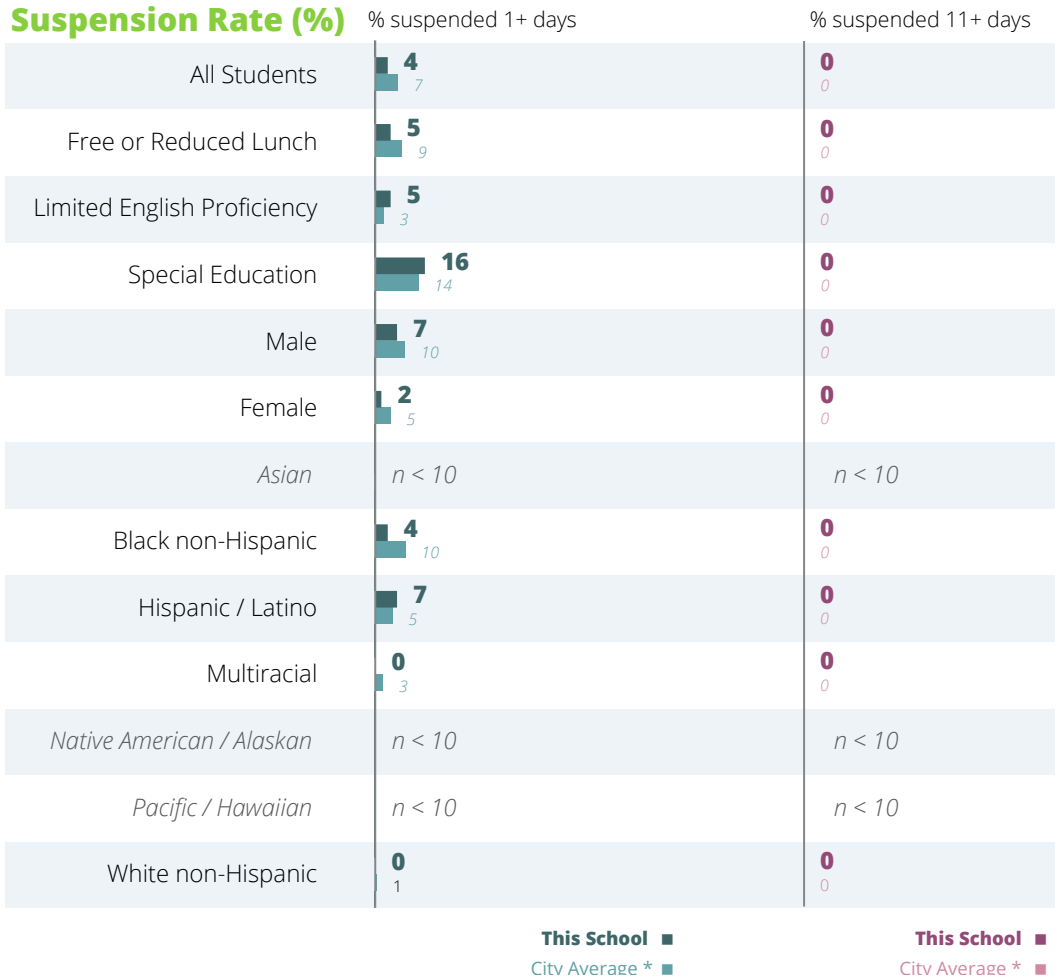 Suspension Rate (%) % suspended 1+ days % suspended 11+ days
All Students 4 0
7 0
Free or Reduced Lunch 5 0
9 0
Limited English Proficiency 5 0
3 0
Special Education 16 0
14 0
Male 7 0
10 0
Female 2 0
5 0
Asian n < 10 n < 10
Black non-Hispanic 4 0
10 0
Hispanic / Latino 7 0
5 0
Multiracial 0 0
3 0
Native American / Alaskan n < 10 n < 10
Pacific / Hawaiian n < 10 n < 10
White non-Hispanic 0 0
1 0
This School This School
City Average * City Average *